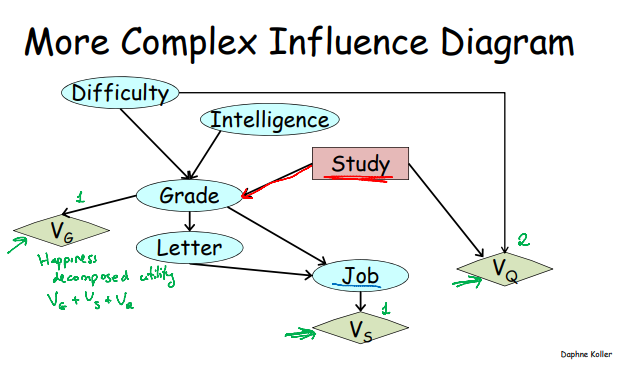 More Complex Influence Diagram
Difficulty
Intelligence
Study
Grade
1
V_G
Letter
2
V_Q
Happiness
decomposed utility
V_G + V_S + V_Q
Job
1
V_S
Daphne Koller